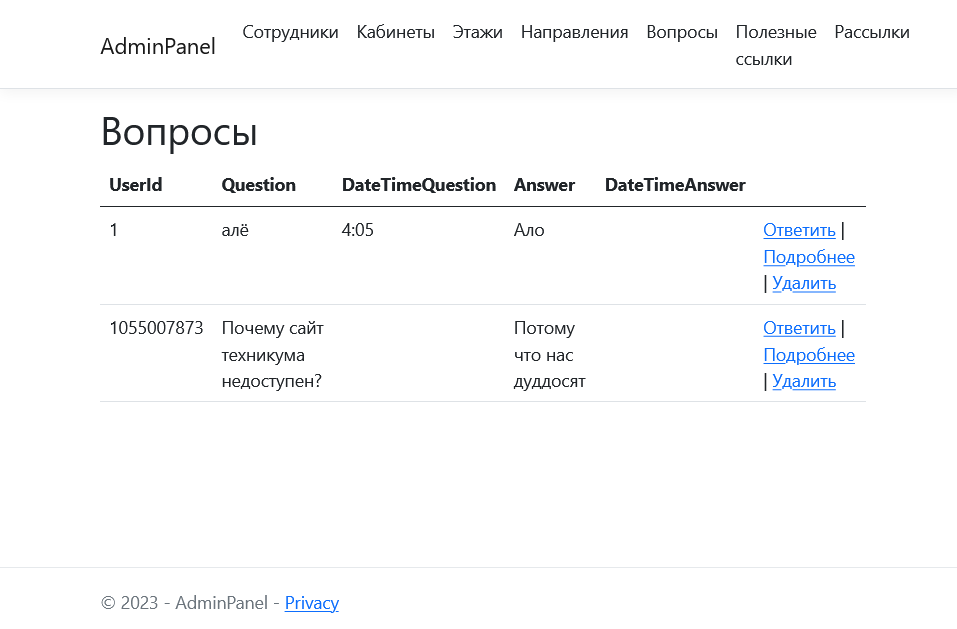 AdminPanel Сотрудники Кабинеты Этажи Направления Вопросы Полезные ссылки Рассылки
Вопросы
UserId Question DateTimeQuestion Answer DateTimeAnswer
1 алё 4:05 Ало Ответить |
Подробнее
| Удалить
1055007873 Почему сайт Потому Ответить |
техникума что нас Подробнее
недоступен? дуддосят | Удалить
© 2023 - AdminPanel - Privacy